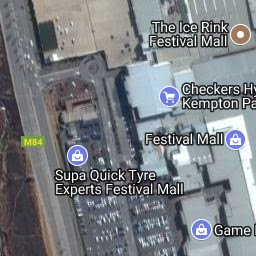 The Ice Rink
Festival Mall
Checkers Hy
Kempton Pa
Festival Mall
M84
Supa Quick Tyre
Experts Festival Mall
Game